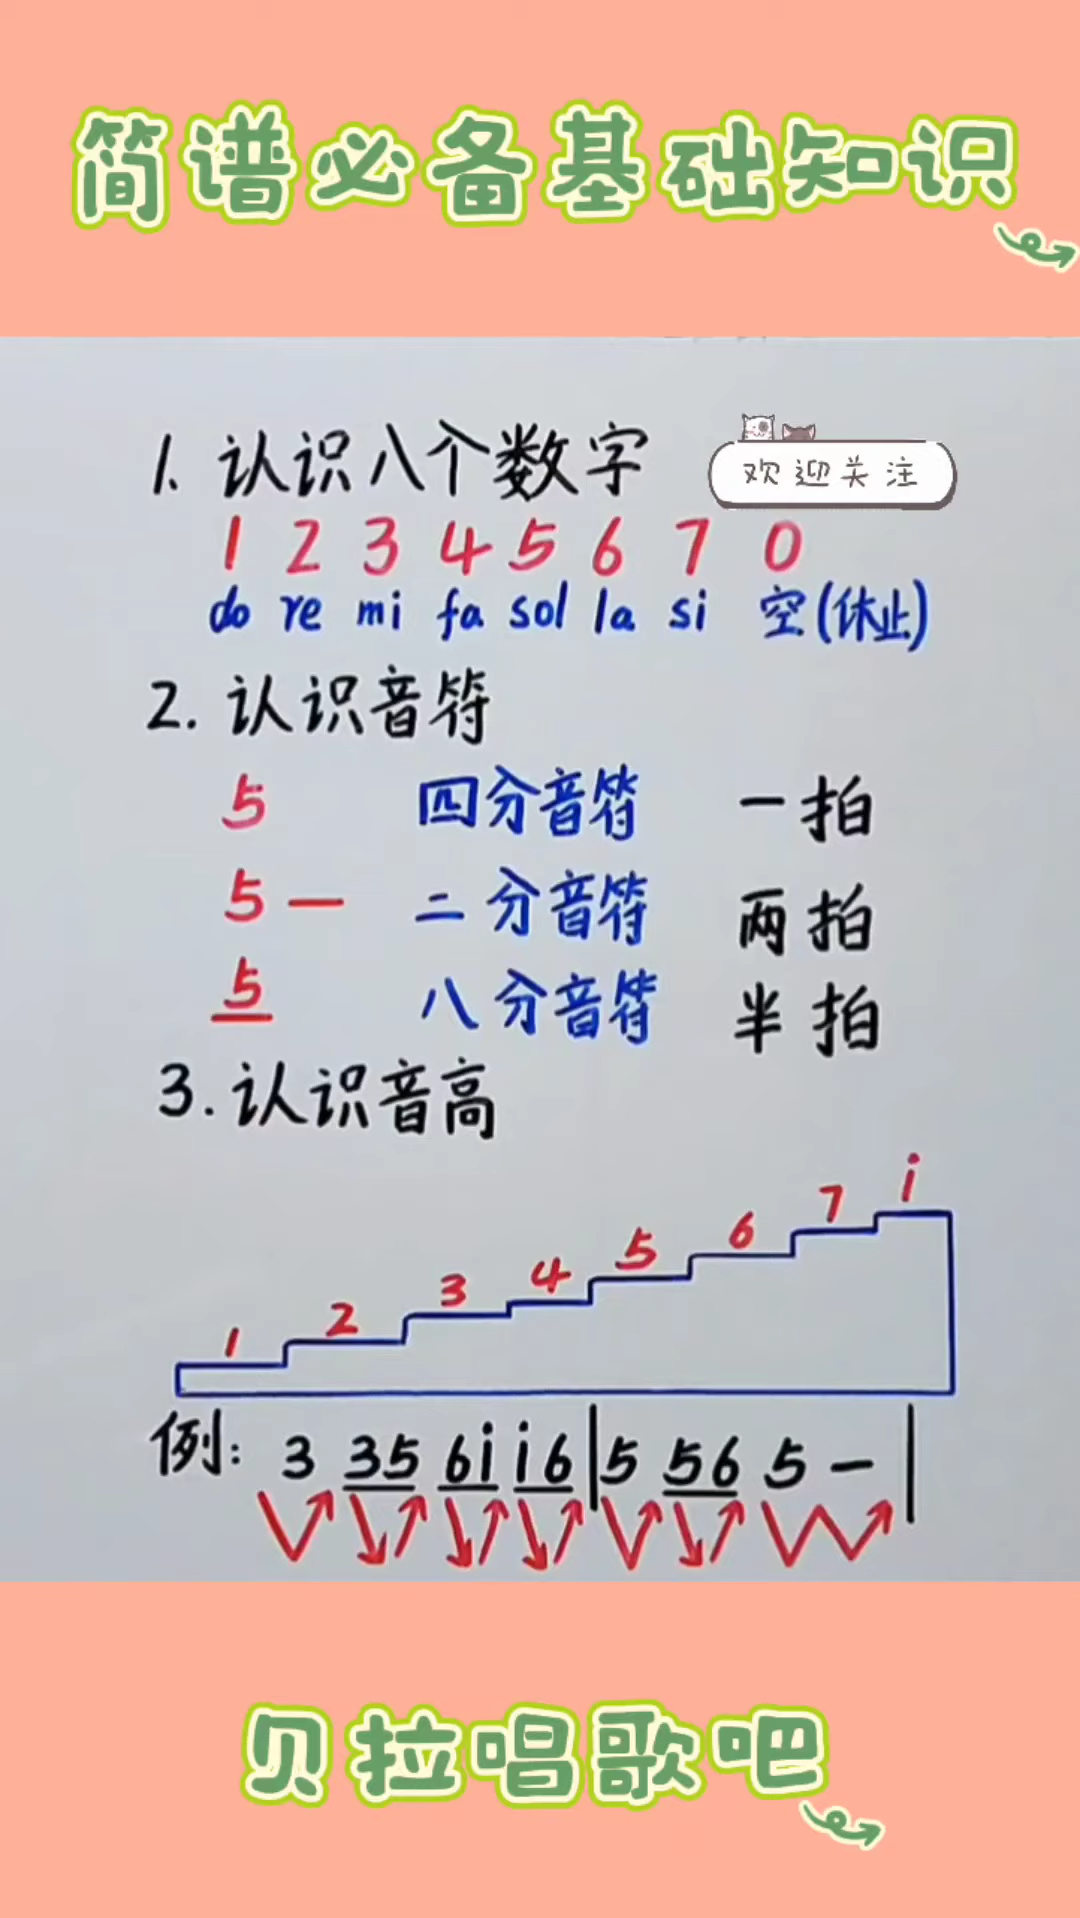 简谱必备基础知识
1. 认识八个数字
欢迎关注
1 2 3 4 5 6 7 0
do re mi fa sol la si 空(休止)
2. 认识音符
5 四分音符 一拍
5 — 二分音符 两拍
5 八分音符 半拍
3. 认识音高
1 2 3 4 5 6 7 i
例: 3 35 6i i6 | 5 56 5 — |
贝拉唱歌吧